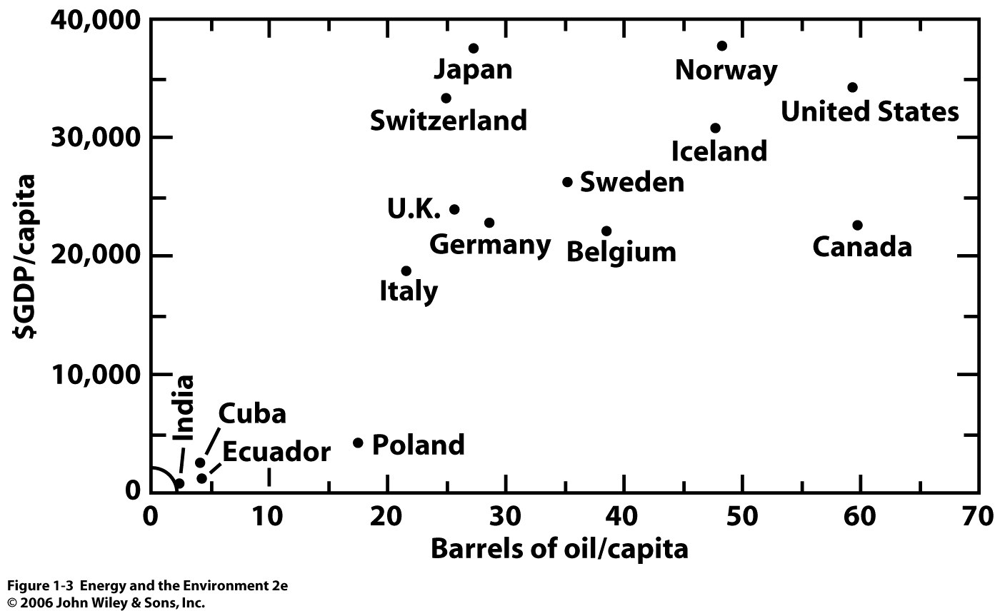 40,000
Japan
Norway
United States
Switzerland
30,000
Iceland
Sweden
U.K.
Germany
Belgium
Canada
20,000
Italy
$GDP/capita
10,000
India
Cuba
Ecuador
Poland
0
0 10 20 30 40 50 60 70
Barrels of oil/capita
Figure 1-3 Energy and the Environment 2e
© 2006 John Wiley & Sons, Inc.